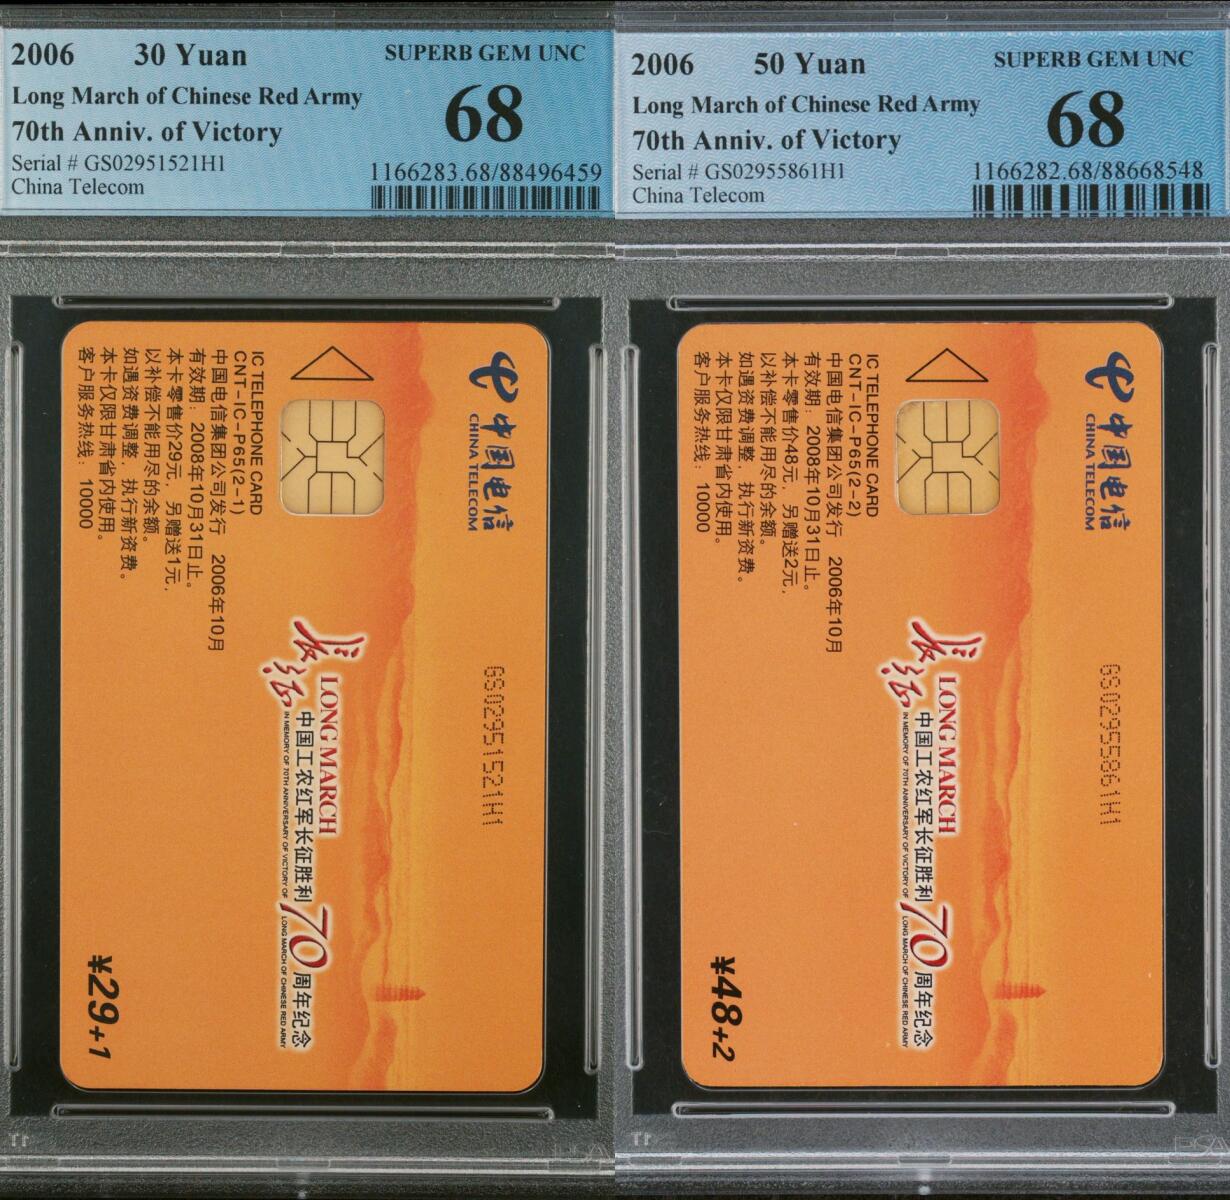 2006 30 Yuan
SUPERB GEM UNC
Long March of Chinese Red Army
68
70th Anniv. of Victory
Serial # GS02951521H1
1166283.68/88496459
China Telecom
中国电信
CHINA TELECOM
IC TELEPHONE CARD
CNT-IC-P65(2-1)
中国电信集团公司发行 2006年10月
有效期：2008年10月31日止。
本卡零售价29元，另赠送1元，
以补偿不能用尽的余额。
如遇资费调整，执行新资费。
本卡仅限甘肃省内使用。
客户服务热线：10000
GS02951521H1
长征
LONG MARCH
中国工农红军长征胜利70周年纪念
IN MEMORY OF 70TH ANNIVERSARY OF VICTORY OF LONG MARCH OF CHINESE RED ARMY
¥29+1
2006 50 Yuan
SUPERB GEM UNC
Long March of Chinese Red Army
68
70th Anniv. of Victory
Serial # GS02955861H1
1166282.68/88668548
China Telecom
中国电信
CHINA TELECOM
IC TELEPHONE CARD
CNT-IC-P65(2-2)
中国电信集团公司发行 2006年10月
有效期：2008年10月31日止。
本卡零售价48元，另赠送2元，
以补偿不能用尽的余额。
如遇资费调整，执行新资费。
本卡仅限甘肃省内使用。
客户服务热线：10000
GS02955861H1
长征
LONG MARCH
中国工农红军长征胜利70周年纪念
IN MEMORY OF 70TH ANNIVERSARY OF VICTORY OF LONG MARCH OF CHINESE RED ARMY
¥48+2